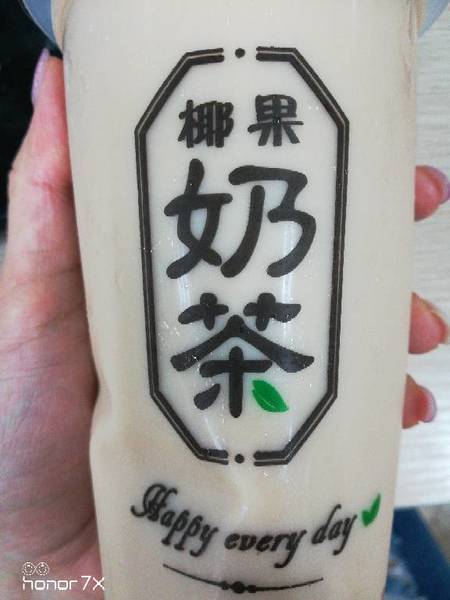 椰果
奶
茶
Happy every day
honor 7X